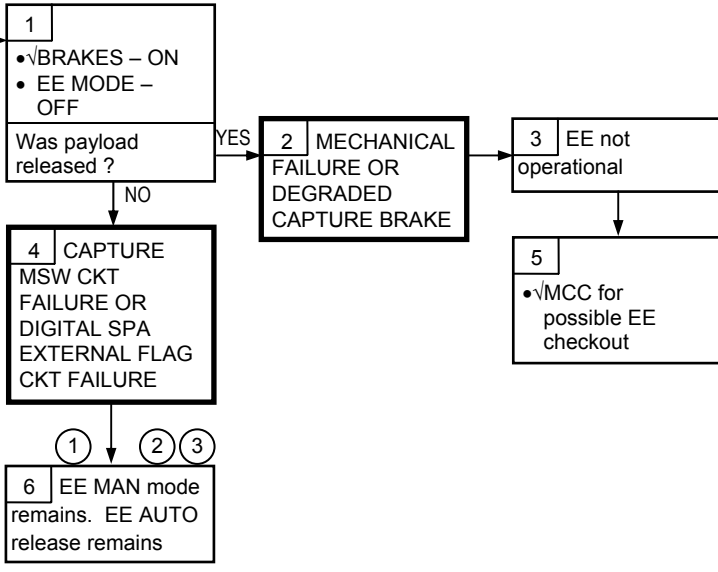 1
•√BRAKES – ON
• EE MODE –
OFF
Was payload
released ?
YES
NO
2 MECHANICAL
FAILURE OR
DEGRADED
CAPTURE BRAKE
3 EE not
operational
4 CAPTURE
MSW CKT
FAILURE OR
DIGITAL SPA
EXTERNAL FLAG
CKT FAILURE
5
•√MCC for
possible EE
checkout
1 2 3
6 EE MAN mode
remains. EE AUTO
release remains